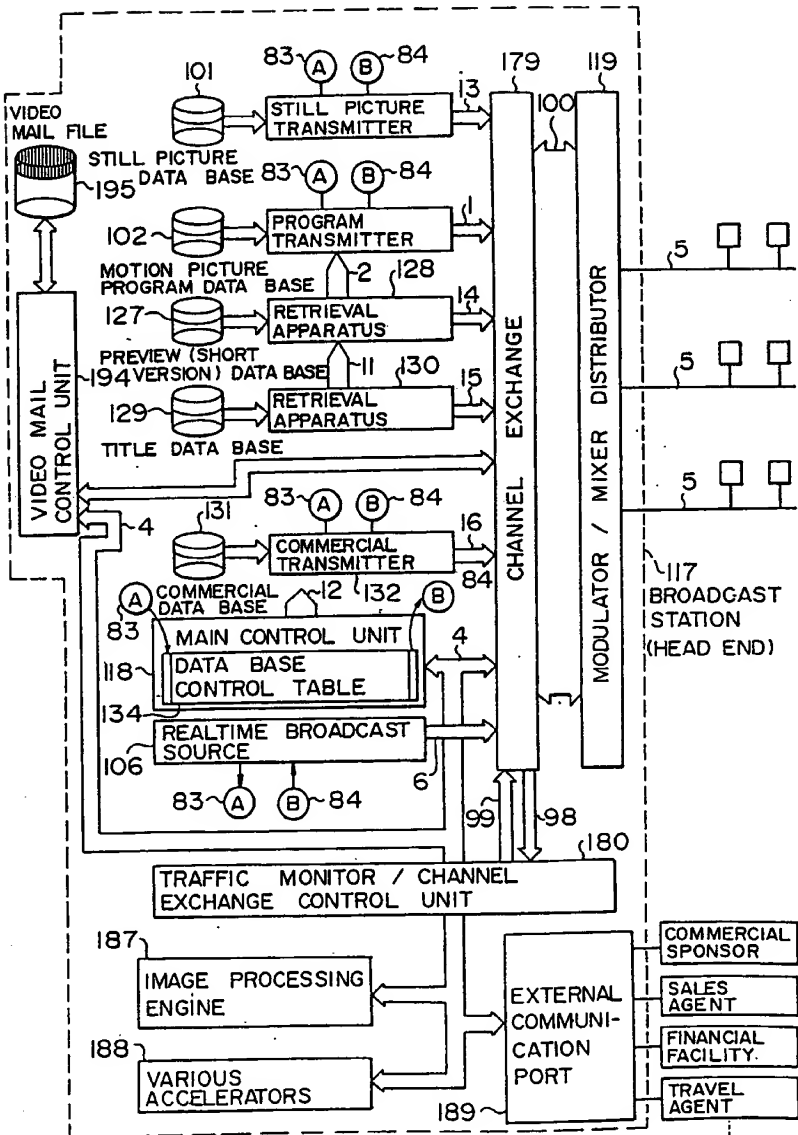 83
84
179
119
101
A
B
13
100
VIDEO
MAIL FILE
STILL PICTURE
TRANSMITTER
STILL PICTURE
DATA BASE
195
83
A
B
84
1
102
PROGRAM
TRANSMITTER
MOTION PICTURE
PROGRAM DATA BASE
2
128
14
5
127
RETRIEVAL
APPARATUS
PREVIEW (SHORT
VERSION) DATA BASE
11
130
15
194
129
RETRIEVAL
APPARATUS
TITLE DATA BASE
5
VIDEO MAIL
CONTROL UNIT
CHANNEL EXCHANGE
MODULATOR / MIXER DISTRIBUTOR
5
4
131
83
A
B
84
16
COMMERCIAL
TRANSMITTER
84
COMMERCIAL
DATA BASE
12
132
A
83
B
117
BROADCAST
STATION
(HEAD END)
MAIN CONTROL UNIT
118
DATA BASE
CONTROL TABLE
4
134
REALTIME BROADCAST
SOURCE
106
6
83
A
B
84
99
98
180
TRAFFIC MONITOR / CHANNEL
EXCHANGE CONTROL UNIT
187
IMAGE PROCESSING
ENGINE
188
VARIOUS
ACCELERATORS
EXTERNAL
COMMUNI-
CATION
PORT
189
COMMERCIAL
SPONSOR
SALES
AGENT
FINANCIAL
FACILITY.
TRAVEL
AGENT